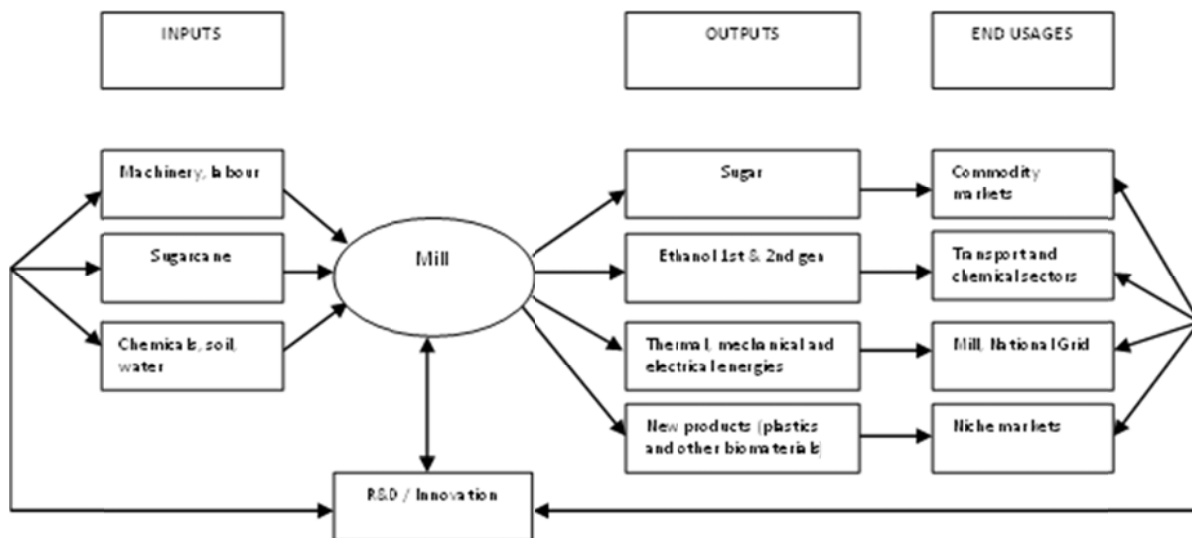 INPUTS
OUTPUTS
END USAGES
Machinery, labour
Sugar
Commodity
markets
Sugarcane
Mill
Ethanol 1st & 2nd gen
Transport and
chemical sectors
Chemicals, soil,
water
Thermal, mechanical and
electrical energies
Mill, National Grid
New products (plastics
and other biomaterials)
Niche markets
R&D / Innovation